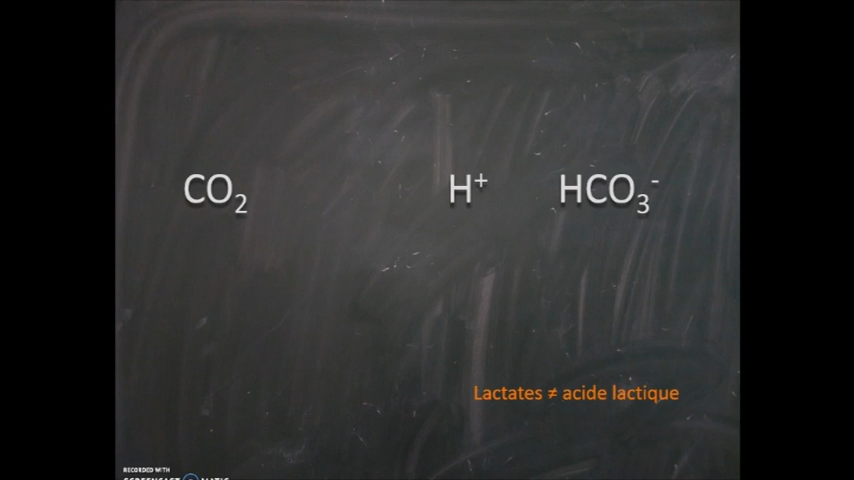 CO₂ H⁺ HCO₃⁻
Lactates ≠ acide lactique
RECORDED WITH